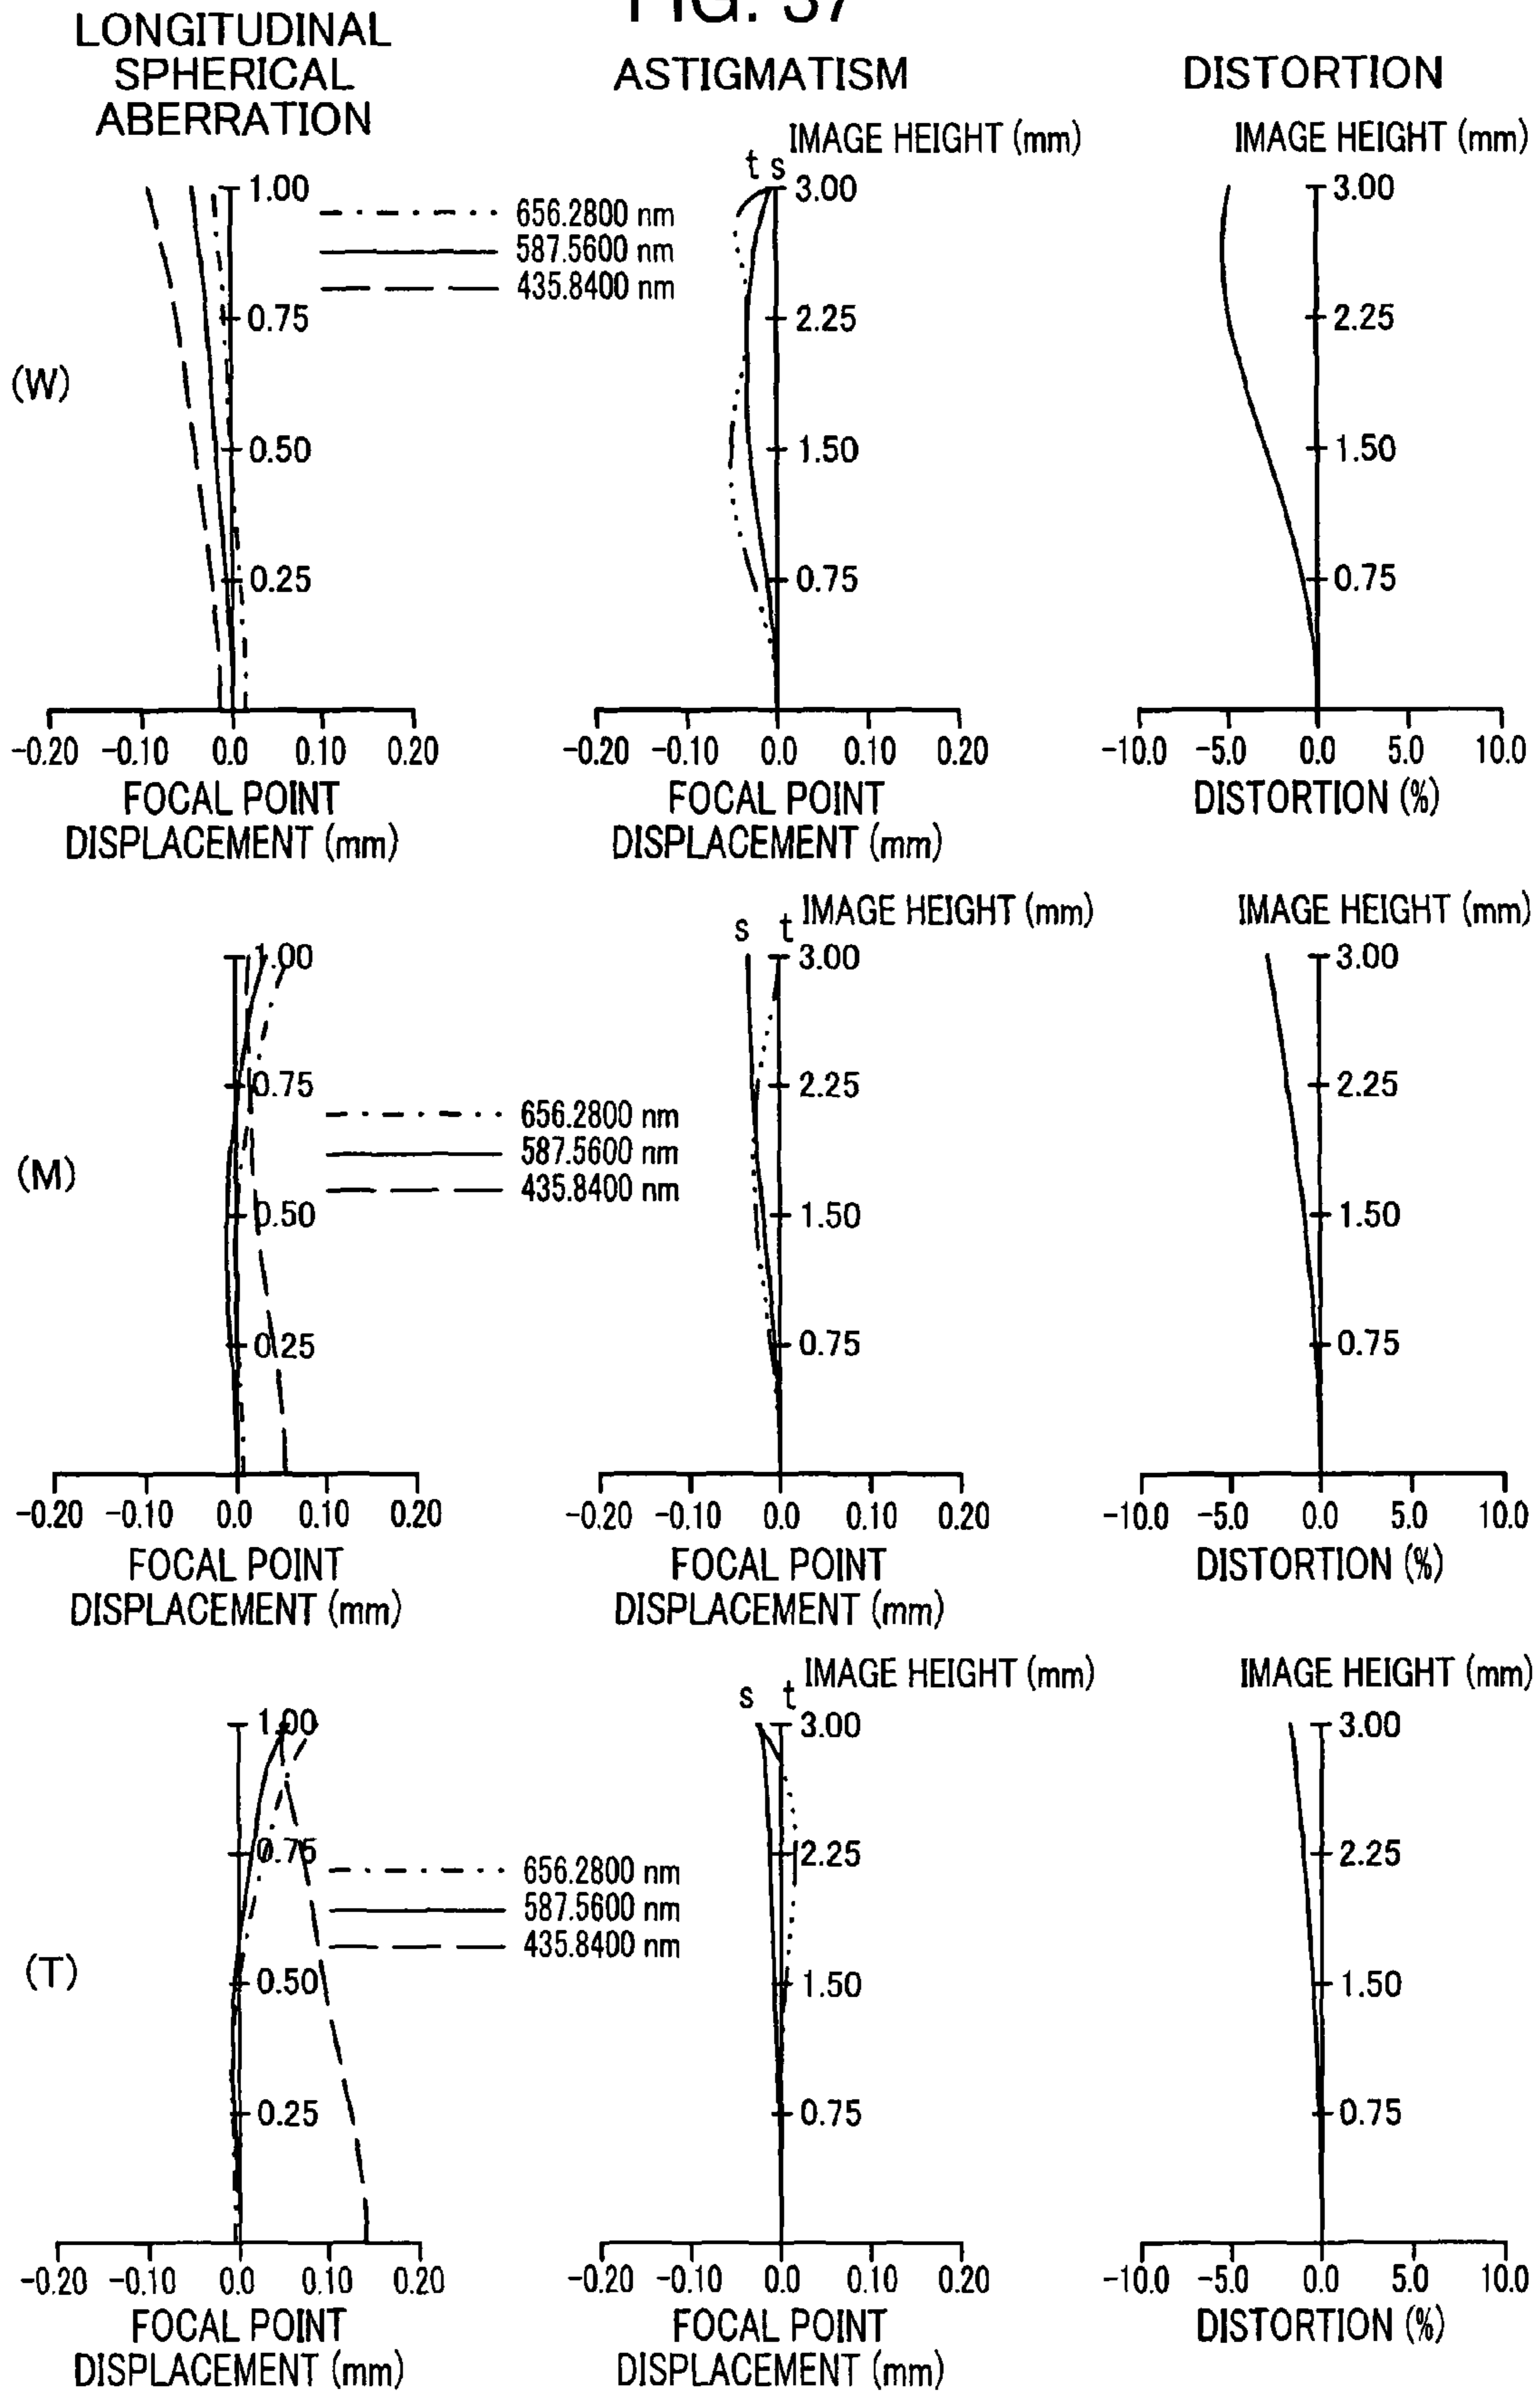 FIG. 37
LONGITUDINAL
SPHERICAL
ABERRATION
ASTIGMATISM
DISTORTION
(W)
1.00
0.75
0.50
0.25
656.2800 nm
587.5600 nm
435.8400 nm
-0.20 -0.10 0.0 0.10 0.20
FOCAL POINT
DISPLACEMENT (mm)
IMAGE HEIGHT (mm)
t s
3.00
2.25
1.50
0.75
-0.20 -0.10 0.0 0.10 0.20
FOCAL POINT
DISPLACEMENT (mm)
IMAGE HEIGHT (mm)
3.00
2.25
1.50
0.75
-10.0 -5.0 0.0 5.0 10.0
DISTORTION (%)
(M)
1.00
0.75
0.50
0.25
656.2800 nm
587.5600 nm
435.8400 nm
-0.20 -0.10 0.0 0.10 0.20
FOCAL POINT
DISPLACEMENT (mm)
IMAGE HEIGHT (mm)
s t
3.00
2.25
1.50
0.75
-0.20 -0.10 0.0 0.10 0.20
FOCAL POINT
DISPLACEMENT (mm)
IMAGE HEIGHT (mm)
3.00
2.25
1.50
0.75
-10.0 -5.0 0.0 5.0 10.0
DISTORTION (%)
(T)
1.00
0.75
0.50
0.25
656.2800 nm
587.5600 nm
435.8400 nm
-0.20 -0.10 0.0 0.10 0.20
FOCAL POINT
DISPLACEMENT (mm)
IMAGE HEIGHT (mm)
s t
3.00
2.25
1.50
0.75
-0.20 -0.10 0.0 0.10 0.20
FOCAL POINT
DISPLACEMENT (mm)
IMAGE HEIGHT (mm)
3.00
2.25
1.50
0.75
-10.0 -5.0 0.0 5.0 10.0
DISTORTION (%)